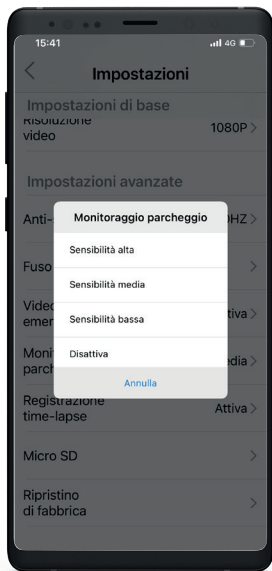 15:41
4G
Impostazioni
Impostazioni di base
Risoluzione
video
1080P
Impostazioni avanzate
Monitoraggio parcheggio
Anti-
HZ
Sensibilità alta
Fuso
Sensibilità media
Video
emer
tiva
Sensibilità bassa
Moni
parch
edia
Disattiva
Annulla
Registrazione
time-lapse
Attiva
Micro SD
Ripristino
di fabbrica